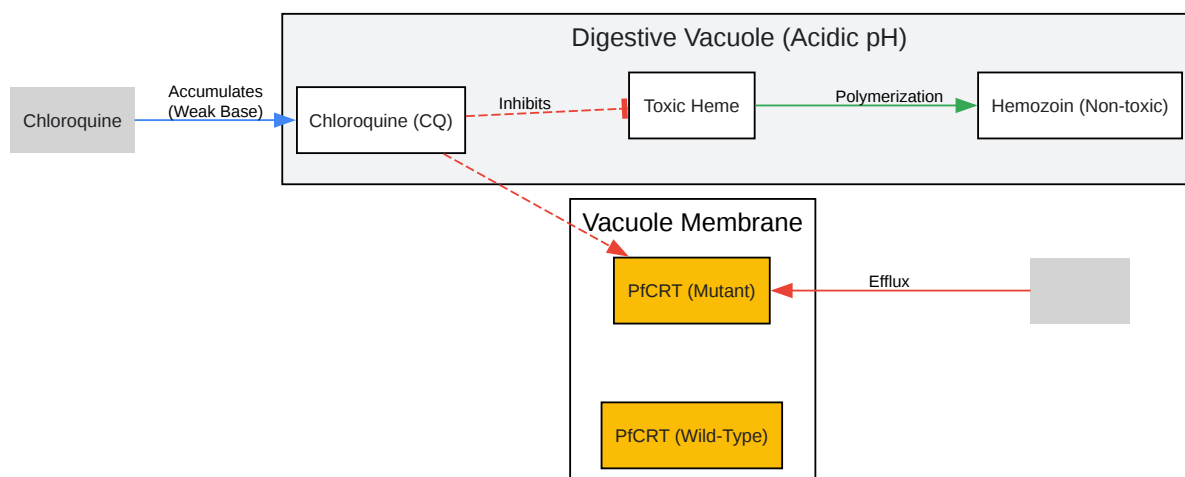 Digestive Vacuole (Acidic pH)
Chloroquine
Accumulates
(Weak Base)
Chloroquine (CQ)
Inhibits
Toxic Heme
Polymerization
Hemozoin (Non-toxic)
Vacuole Membrane
PfCRT (Mutant)
Efflux
PfCRT (Wild-Type)